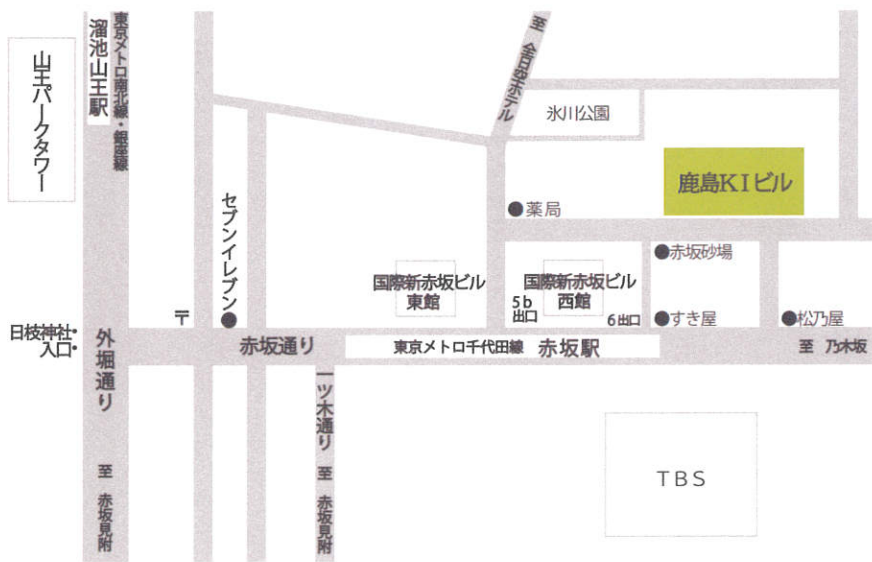 山王パークタワー
溜池山王駅
東京メトロ南北線・銀座線
至 全日空ホテル
氷川公園
鹿島KIビル
薬局
セブンイレブン
赤坂砂場
国際新赤坂ビル
東館
国際新赤坂ビル
西館
5b
出口
6出口
すき屋
松乃屋
〒
日枝神社・
入口・
外堀通り
至 赤坂見附
赤坂通り
東京メトロ千代田線
赤坂駅
至 乃木坂
一ツ木通り
至 赤坂見附
TBS